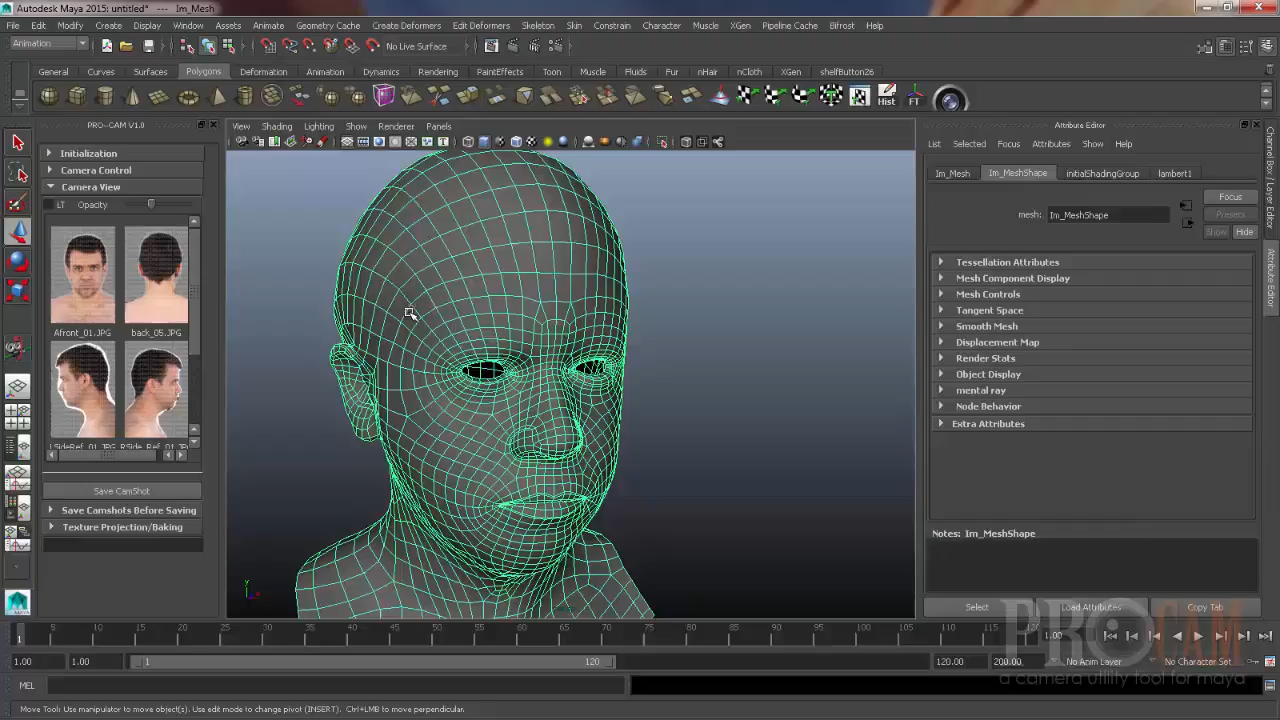 Autodesk Maya 2015: untitled* --- Im_Mesh
File Edit Modify Create Display Window Assets Animate Geometry Cache Create Deformers Edit Deformers Skeleton Skin Constrain Character Muscle XGen Pipeline Cache Bifrost Help
Animation
No Live Surface
General Curves Surfaces Polygons Deformation Animation Dynamics Rendering PaintEffects Toon Muscle Fluids Fur nHair nCloth XGen shelfButton26
Hist
FT
PRO-CAM V1.0
Initialization
Camera Control
Camera View
LT Opacity
Afront_01.JPG
back_05.JPG
Save CamShot
Save Camshots Before Saving
Texture Projection/Baking
View Shading Lighting Show Renderer Panels
Attribute Editor
List Selected Focus Attributes Show Help
Im_Mesh Im_MeshShape initialShadingGroup lambert1
Focus
Presets
mesh: Im_MeshShape
Show Hide
Tessellation Attributes
Mesh Component Display
Mesh Controls
Tangent Space
Smooth Mesh
Displacement Map
Render Stats
Object Display
mental ray
Node Behavior
Extra Attributes
Notes: Im_MeshShape
Select Load Attributes Copy Tab
Channel Box / Layer Editor
Attribute Editor
1 5 10 15 20 25 30 35 40 45 50 55 60 65 70 75 80 85 90 95 100 105 110 115 120
1.00
1.00 1.00 1 120 120.00 200.00 No Anim Layer No Character Set
PROCAM
a camera utility tool for maya
MEL
Move Tool: Use manipulator to move object(s). Use edit mode to change pivot (INSERT). Ctrl+LMB to move perpendicular.